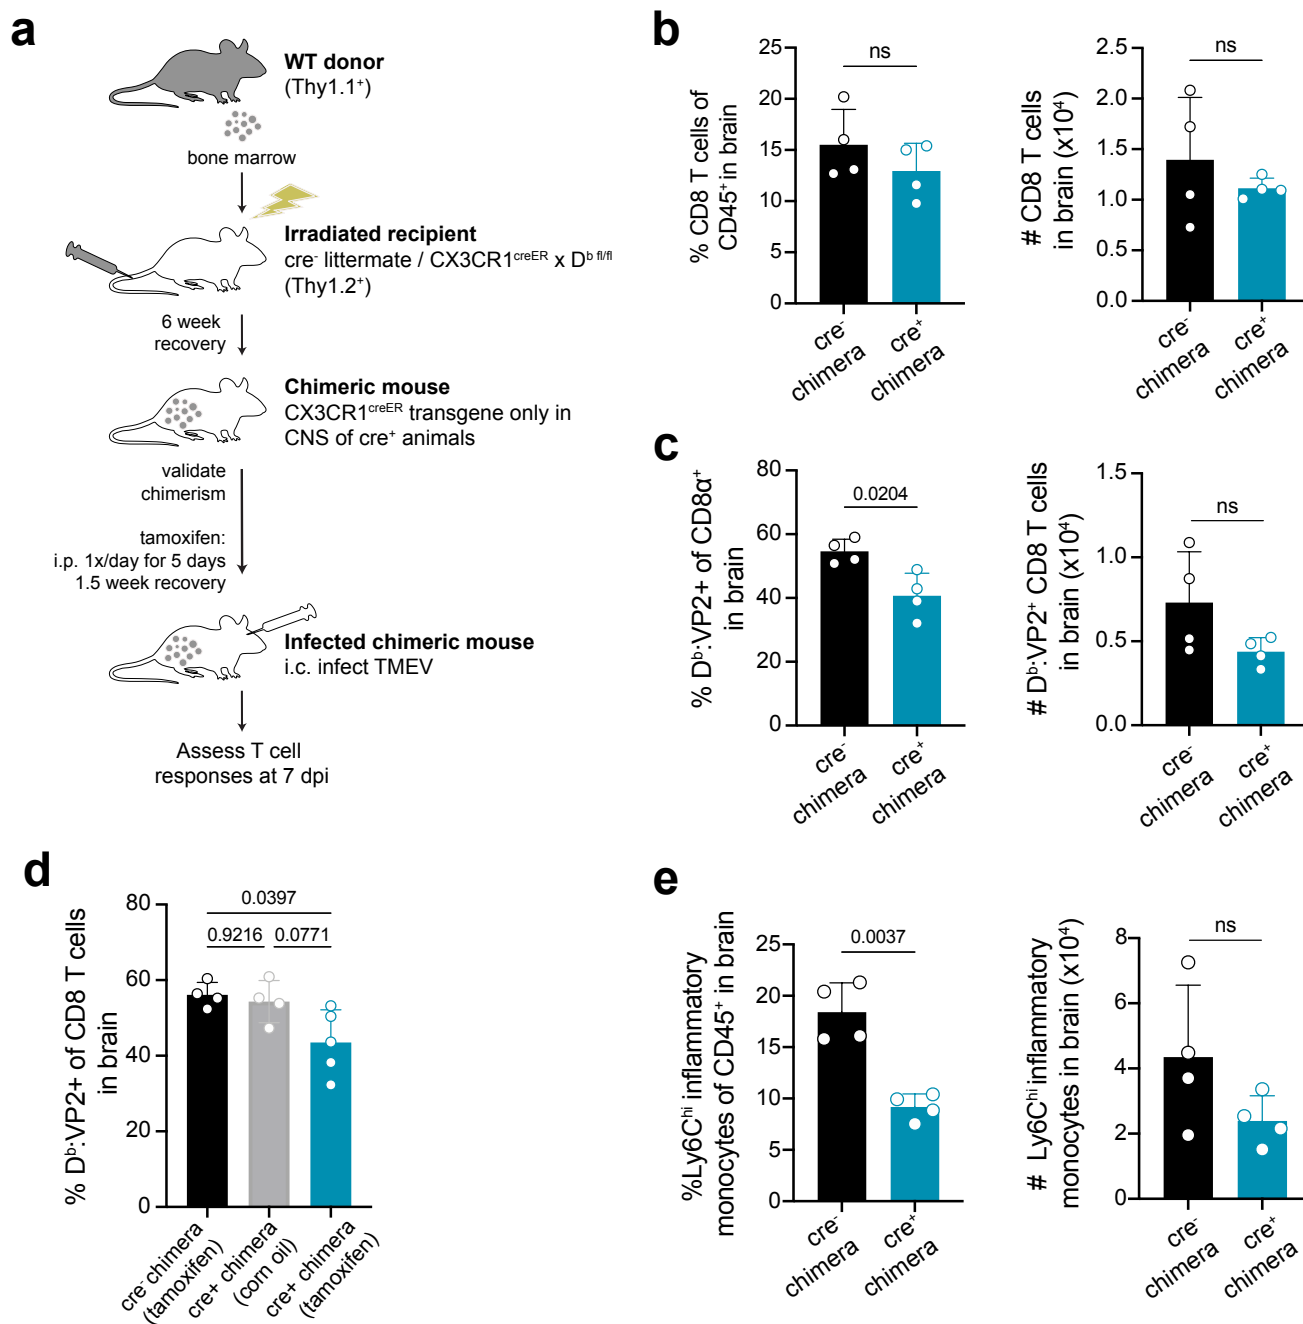 a
WT donor
(Thy1.1⁺)
bone marrow
Irradiated recipient
cre⁻ littermate / CX3CR1ᶜʳᵉᴱᴿ x Dᵇ ᶠˡ/ᶠˡ
(Thy1.2⁺)
6 week
recovery
Chimeric mouse
CX3CR1ᶜʳᵉᴱᴿ transgene only in
CNS of cre⁺ animals
validate
chimerism
tamoxifen:
i.p. 1x/day for 5 days
1.5 week recovery
Infected chimeric mouse
i.c. infect TMEV
Assess T cell
responses at 7 dpi
b
% CD8 T cells of
CD45⁺ in brain
25
20
15
10
5
0
ns
cre⁻
chimera
cre⁺
chimera
# CD8 T cells
in brain (x10⁴)
2.5
2.0
1.5
1.0
0.5
0.0
ns
cre⁻
chimera
cre⁺
chimera
c
% Dᵇ:VP2+ of CD8α⁺
in brain
80
60
40
20
0
0.0204
cre⁻
chimera
cre⁺
chimera
# Dᵇ:VP2⁺ CD8 T cells
in brain (x10⁴)
1.5
1.0
0.5
0.0
ns
cre⁻
chimera
cre⁺
chimera
d
% Dᵇ:VP2+ of CD8 T cells
in brain
80
60
40
20
0
0.0397
0.9216
0.0771
cre⁻ chimera
(tamoxifen)
cre+ chimera
(corn oil)
cre+ chimera
(tamoxifen)
e
%Ly6Cʰⁱ inflammatory
monocytes of CD45⁺ in brain
25
20
15
10
5
0
0.0037
cre⁻
chimera
cre⁺
chimera
# Ly6Cʰⁱ inflammatory
monocytes in brain (x10⁴)
8
6
4
2
0
ns
cre⁻
chimera
cre⁺
chimera